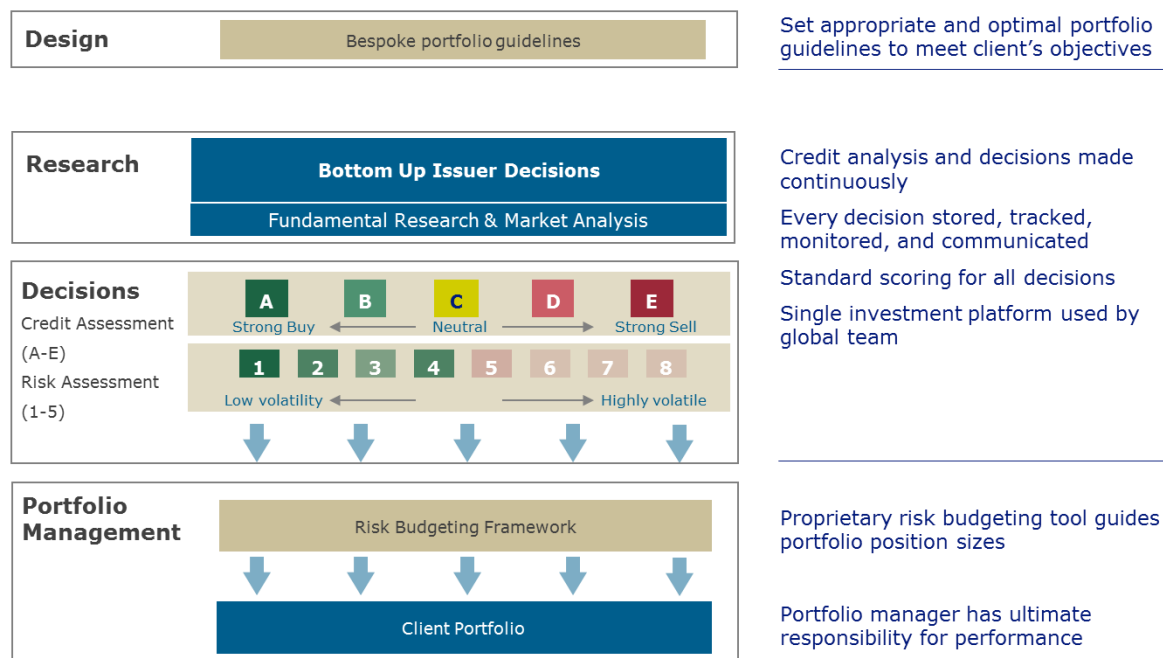 Design
Bespoke portfolio guidelines
Set appropriate and optimal portfolio
guidelines to meet client's objectives
Research
Bottom Up Issuer Decisions
Fundamental Research & Market Analysis
Credit analysis and decisions made
continuously
Every decision stored, tracked,
monitored, and communicated
Standard scoring for all decisions
Single investment platform used by
global team
Decisions
Credit Assessment
(A-E)
Risk Assessment
(1-5)
A B C D E
Strong Buy Neutral Strong Sell
1 2 3 4 5 6 7 8
Low volatility Highly volatile
Portfolio
Management
Risk Budgeting Framework
Client Portfolio
Proprietary risk budgeting tool guides
portfolio position sizes
Portfolio manager has ultimate
responsibility for performance